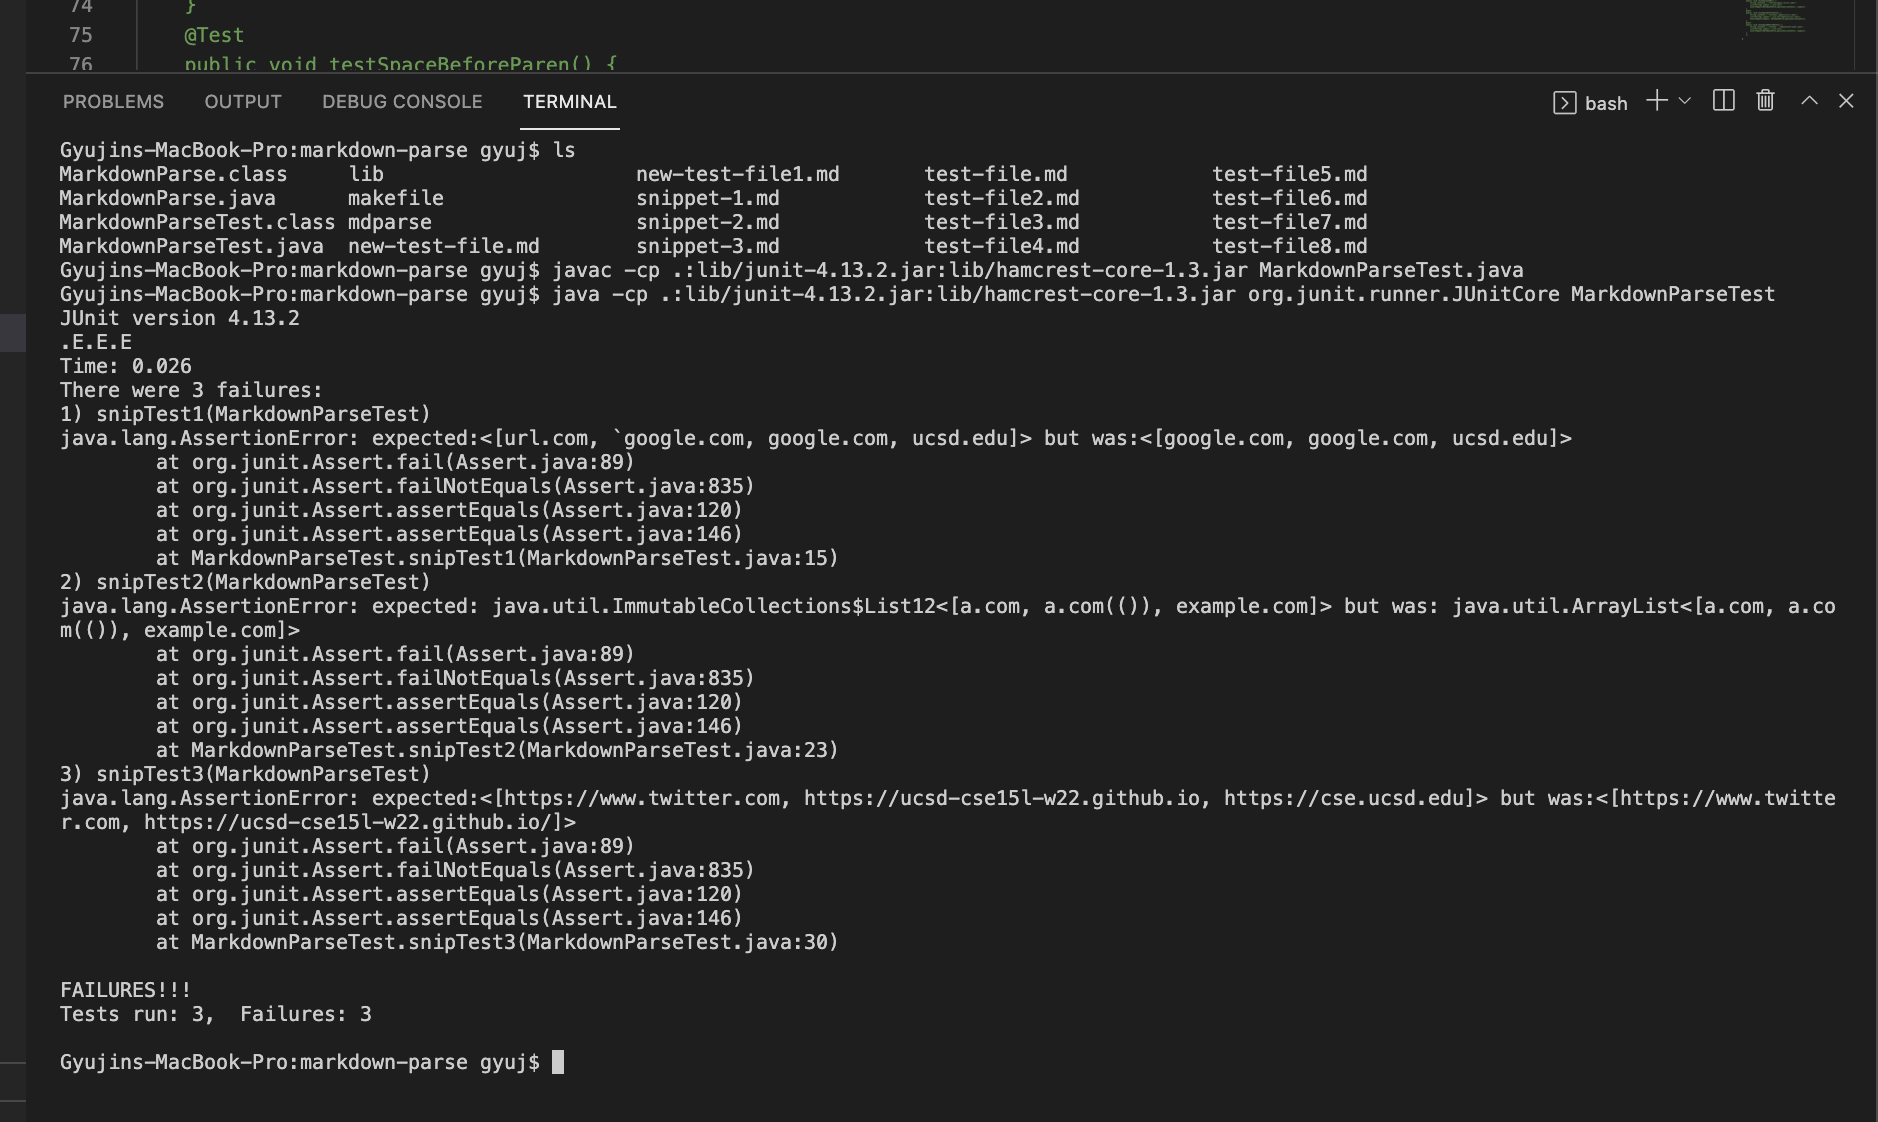 74 }
75 @Test
76 public void testSpaceBeforeParen() {
PROBLEMS OUTPUT DEBUG CONSOLE TERMINAL bash
Gyujins-MacBook-Pro:markdown-parse gyuj$ ls
MarkdownParse.class lib new-test-file1.md test-file.md test-file5.md
MarkdownParse.java makefile snippet-1.md test-file2.md test-file6.md
MarkdownParseTest.class mdparse snippet-2.md test-file3.md test-file7.md
MarkdownParseTest.java new-test-file.md snippet-3.md test-file4.md test-file8.md
Gyujins-MacBook-Pro:markdown-parse gyuj$ javac -cp .:lib/junit-4.13.2.jar:lib/hamcrest-core-1.3.jar MarkdownParseTest.java
Gyujins-MacBook-Pro:markdown-parse gyuj$ java -cp .:lib/junit-4.13.2.jar:lib/hamcrest-core-1.3.jar org.junit.runner.JUnitCore MarkdownParseTest
JUnit version 4.13.2
.E.E.E
Time: 0.026
There were 3 failures:
1) snipTest1(MarkdownParseTest)
java.lang.AssertionError: expected:<[url.com, `google.com, google.com, ucsd.edu]> but was:<[google.com, google.com, ucsd.edu]>
at org.junit.Assert.fail(Assert.java:89)
at org.junit.Assert.failNotEquals(Assert.java:835)
at org.junit.Assert.assertEquals(Assert.java:120)
at org.junit.Assert.assertEquals(Assert.java:146)
at MarkdownParseTest.snipTest1(MarkdownParseTest.java:15)
2) snipTest2(MarkdownParseTest)
java.lang.AssertionError: expected: java.util.ImmutableCollections$List12<[a.com, a.com(()), example.com]> but was: java.util.ArrayList<[a.com, a.co
m(()), example.com]>
at org.junit.Assert.fail(Assert.java:89)
at org.junit.Assert.failNotEquals(Assert.java:835)
at org.junit.Assert.assertEquals(Assert.java:120)
at org.junit.Assert.assertEquals(Assert.java:146)
at MarkdownParseTest.snipTest2(MarkdownParseTest.java:23)
3) snipTest3(MarkdownParseTest)
java.lang.AssertionError: expected:<[https://www.twitter.com, https://ucsd-cse15l-w22.github.io, https://cse.ucsd.edu]> but was:<[https://www.twitte
r.com, https://ucsd-cse15l-w22.github.io/]>
at org.junit.Assert.fail(Assert.java:89)
at org.junit.Assert.failNotEquals(Assert.java:835)
at org.junit.Assert.assertEquals(Assert.java:120)
at org.junit.Assert.assertEquals(Assert.java:146)
at MarkdownParseTest.snipTest3(MarkdownParseTest.java:30)
FAILURES!!!
Tests run: 3,  Failures: 3
Gyujins-MacBook-Pro:markdown-parse gyuj$